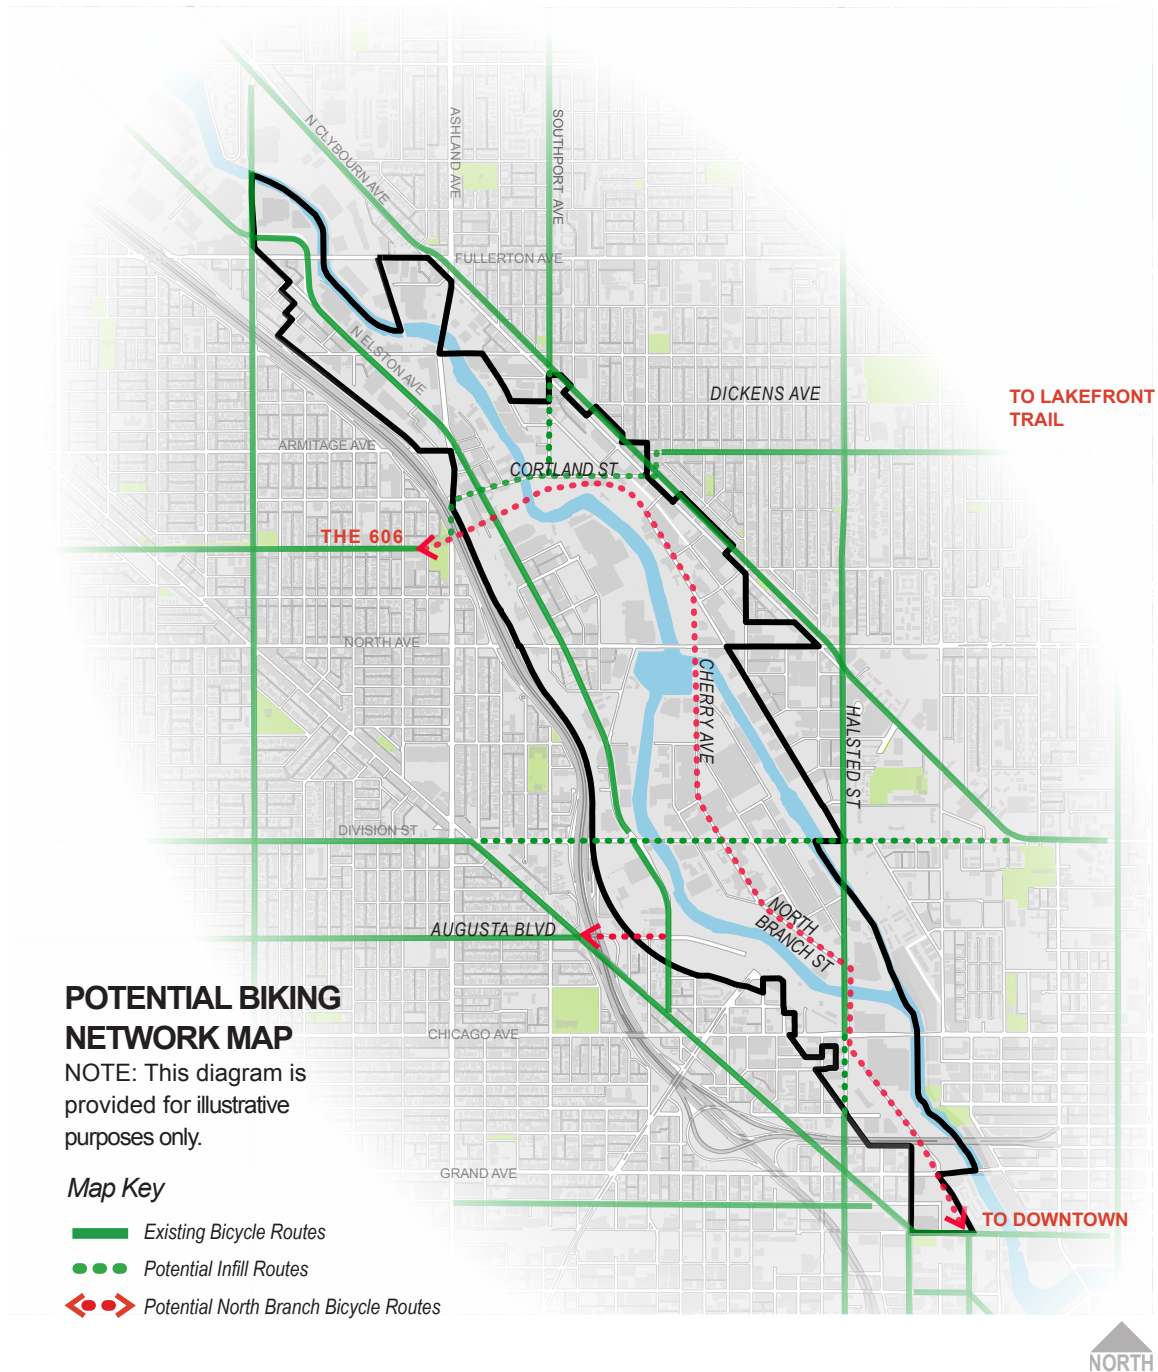 N CLYBOURN AVE
ASHLAND AVE
SOUTHPORT AVE
FULLERTON AVE
N ELSTON AVE
DICKENS AVE
TO LAKEFRONT
TRAIL
ARMITAGE AVE
CORTLAND ST
THE 606
NORTH AVE
CHERRY AVE
HALSTED ST
DIVISION ST
NORTH
BRANCH ST
AUGUSTA BLVD
POTENTIAL BIKING
NETWORK MAP
NOTE: This diagram is
provided for illustrative
purposes only.
CHICAGO AVE
GRAND AVE
Map Key
TO DOWNTOWN
Existing Bicycle Routes
Potential Infill Routes
Potential North Branch Bicycle Routes
NORTH